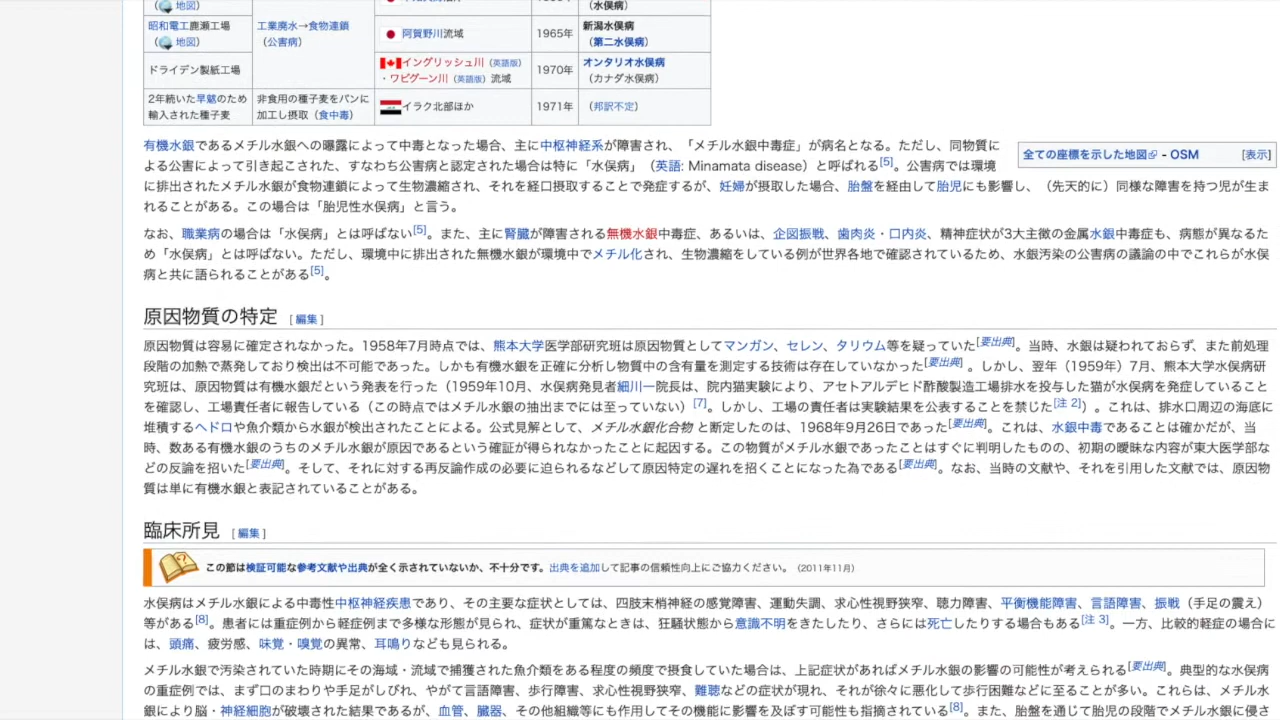 （地図）
（水俣病）
昭和電工鹿瀬工場
（地図）
工業廃水→食物連鎖
（公害病）
阿賀野川流域
1965年
新潟水俣病
（第二水俣病）
ドライデン製紙工場
イングリッシュ川（英語版）
・ワビグーン川（英語版）流域
1970年
オンタリオ水俣病
（カナダ水俣病）
2年続いた旱魃のため
輸入された種子麦
非食用の種子麦をパンに
加工し摂取（食中毒）
イラク北部ほか
1971年
（邦訳不定）
全ての座標を示した地図 - OSM
[表示]
有機水銀であるメチル水銀への曝露によって中毒となった場合、主に中枢神経系が障害され、「メチル水銀中毒症」が病名となる。ただし、同物質に
よる公害によって引き起こされた、すなわち公害病と認定された場合は特に「水俣病」（英語: Minamata disease）と呼ばれる[5]。公害病では環境
に排出されたメチル水銀が食物連鎖によって生物濃縮され、それを経口摂取することで発症するが、妊婦が摂取した場合、胎盤を経由して胎児にも影響し、（先天的に）同様な障害を持つ児が生ま
れることがある。この場合は「胎児性水俣病」と言う。
なお、職業病の場合は「水俣病」とは呼ばない[5]。また、主に腎臓が障害される無機水銀中毒症、あるいは、企図振戦、歯肉炎・口内炎、精神症状が3大主徴の金属水銀中毒症も、病態が異なるた
め「水俣病」とは呼ばない。ただし、環境中に排出された無機水銀が環境中でメチル化され、生物濃縮をしている例が世界各地で確認されているため、水銀汚染の公害病の議論の中でこれらが水俣
病と共に語られることがある[5]。
原因物質の特定 [編集]
原因物質は容易に確定されなかった。1958年7月時点では、熊本大学医学部研究班は原因物質としてマンガン、セレン、タリウム等を疑っていた[要出典]。当時、水銀は疑われておらず、また前処理
段階の加熱で蒸発しており検出は不可能であった。しかも有機水銀を正確に分析し物質中の含有量を測定する技術は存在していなかった[要出典]。しかし、翌年（1959年）7月、熊本大学水俣病研
究班は、原因物質は有機水銀だという発表を行った（1959年10月、水俣病発見者細川一院長は、院内猫実験により、アセトアルデヒド酢酸製造工場排水を投与した猫が水俣病を発症していること
を確認し、工場責任者に報告している（この時点ではメチル水銀の抽出までには至っていない）[7]。しかし、工場の責任者は実験結果を公表することを禁じた[注 2]）。これは、排水口周辺の海底に
堆積するヘドロや魚介類から水銀が検出されたことによる。公式見解として、メチル水銀化合物 と断定したのは、1968年9月26日であった[要出典]。これは、水銀中毒であることは確かだが、当
時、数ある有機水銀のうちのメチル水銀が原因であるという確証が得られなかったことに起因する。この物質がメチル水銀であったことはすぐに判明したものの、初期の曖昧な内容が東大医学部な
どの反論を招いた[要出典]。そして、それに対する再反論作成の必要に迫られるなどして原因特定の遅れを招くことになった為である[要出典]。なお、当時の文献や、それを引用した文献では、原因物
質は単に有機水銀と表記されていることがある。
臨床所見 [編集]
この節は検証可能な参考文献や出典が全く示されていないか、不十分です。出典を追加して記事の信頼性向上にご協力ください。（2011年11月）
水俣病はメチル水銀による中毒性中枢神経疾患であり、その主要な症状としては、四肢末梢神経の感覚障害、運動失調、求心性視野狭窄、聴力障害、平衡機能障害、言語障害、振戦（手足の震え）
等がある[8]。患者には重症例から軽症例まで多様な形態が見られ、症状が重篤なときは、狂騒状態から意識不明をきたしたり、さらには死亡したりする場合もある[注 3]。一方、比較的軽症の場合に
は、頭痛、疲労感、味覚・嗅覚の異常、耳鳴りなども見られる。
メチル水銀で汚染されていた時期にその海域・流域で捕獲された魚介類をある程度の頻度で摂食していた場合は、上記症状があればメチル水銀の影響の可能性が考えられる[要出典]。典型的な水俣病
の重症例では、まず口のまわりや手足がしびれ、やがて言語障害、歩行障害、求心性視野狭窄、難聴などの症状が現れ、それが徐々に悪化して歩行困難などに至ることが多い。これらは、メチル水
銀により脳・神経細胞が破壊された結果であるが、血管、臓器、その他組織等にも作用してその機能に影響を及ぼす可能性も指摘されている[8]。また、胎盤を通じて胎児の段階でメチル水銀に侵さ